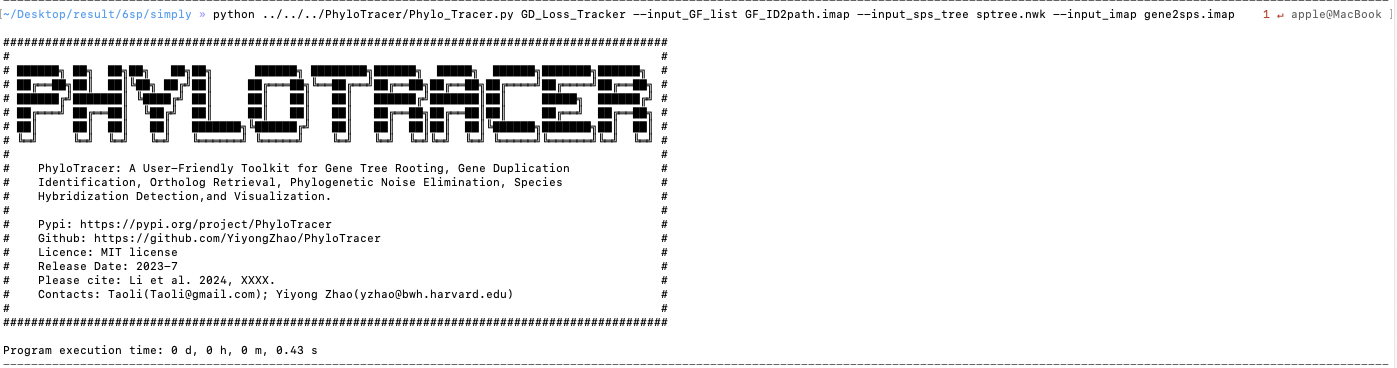 ~/Desktop/result/6sp/simply » python ../../../PhyloTracer/Phylo_Tracer.py GD_Loss_Tracker --input_GF_list GF_ID2path.imap --input_sps_tree sptree.nwk --input_imap gene2sps.imap 1 ↵ apple@MacBook
###############################################################################################
# #
# PHYLOTRACER #
# #
# PhyloTracer: A User-Friendly Toolkit for Gene Tree Rooting, Gene Duplication #
# Identification, Ortholog Retrieval, Phylogenetic Noise Elimination, Species #
# Hybridization Detection,and Visualization. #
# #
# Pypi: https://pypi.org/project/PhyloTracer #
# Github: https://github.com/YiyongZhao/PhyloTracer #
# Licence: MIT license #
# Release Date: 2023-7 #
# Please cite: Li et al. 2024, XXXX. #
# Contacts: Taoli(Taoli@gmail.com); Yiyong Zhao(yzhao@bwh.harvard.edu) #
# #
###############################################################################################
Program execution time: 0 d, 0 h, 0 m, 0.43 s